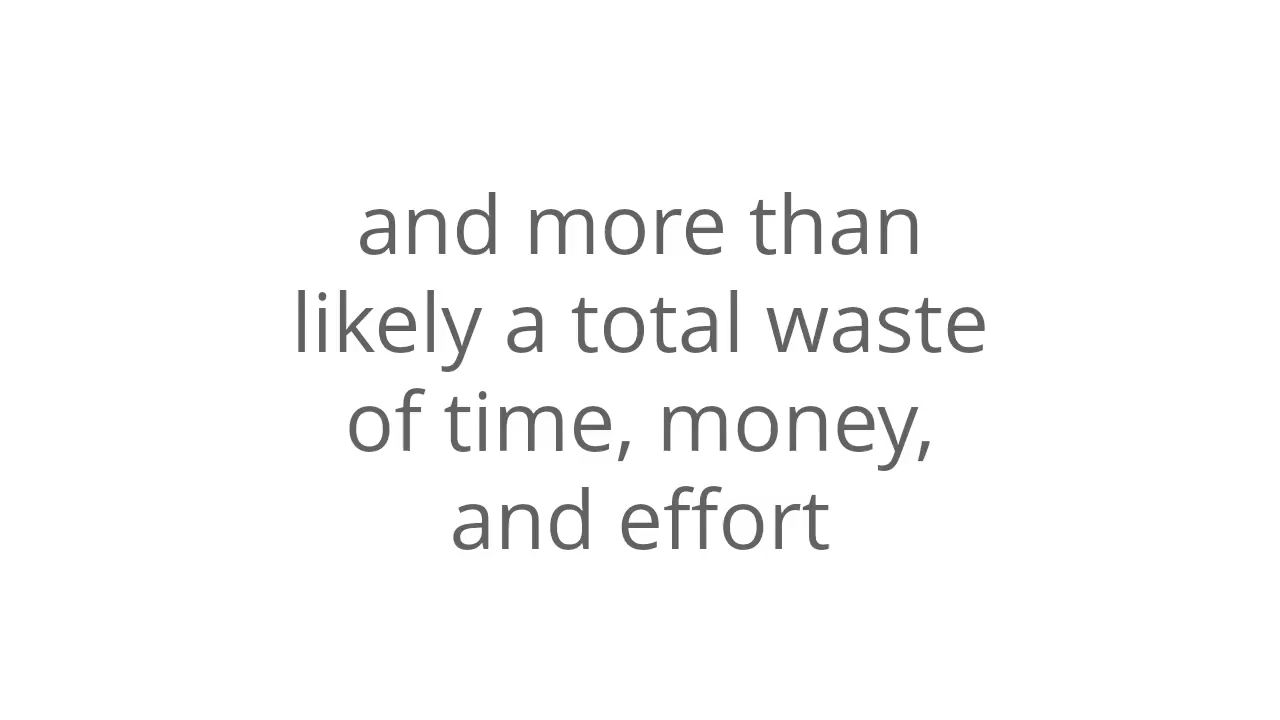 and more than
likely a total waste
of time, money,
and effort